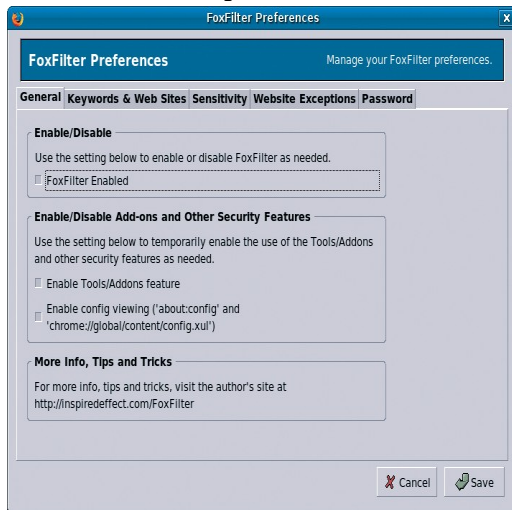 FoxFilter Preferences
X
FoxFilter Preferences
Manage your FoxFilter preferences.
General Keywords & Web Sites Sensitivity Website Exceptions Password
Enable/Disable
Use the setting below to enable or disable FoxFilter as needed.
FoxFilter Enabled
Enable/Disable Add-ons and Other Security Features
Use the setting below to temporarily enable the use of the Tools/Addons
and other security features as needed.
Enable Tools/Addons feature
Enable config viewing ('about:config' and
'chrome://global/content/config.xul')
More Info, Tips and Tricks
For more info, tips and tricks, visit the author's site at
http://inspiredeffect.com/FoxFilter
Cancel Save